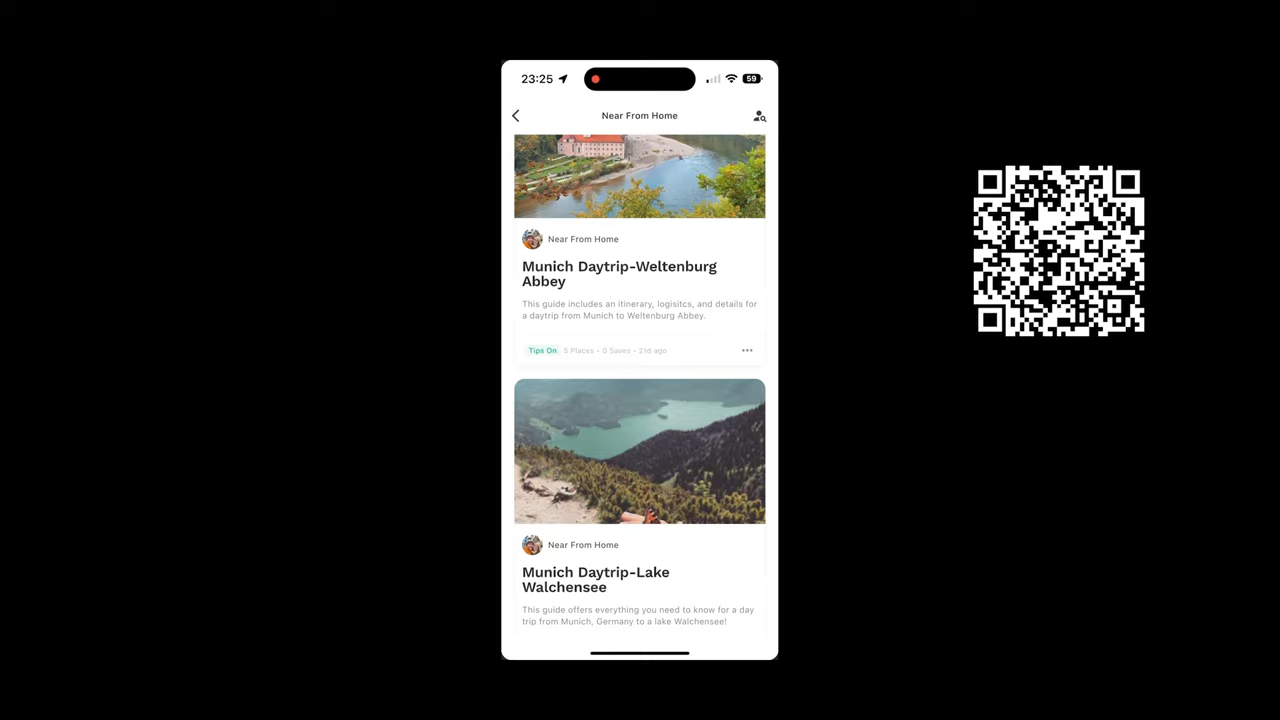 23:25
59
Near From Home
Near From Home
Munich Daytrip-Weltenburg
Abbey
This guide includes an itinerary, logisitcs, and details for
a daytrip from Munich to Weltenburg Abbey.
Tips On 5 Places • 0 Saves • 21d ago
Near From Home
Munich Daytrip-Lake
Walchensee
This guide offers everything you need to know for a day
trip from Munich, Germany to a lake Walchensee!